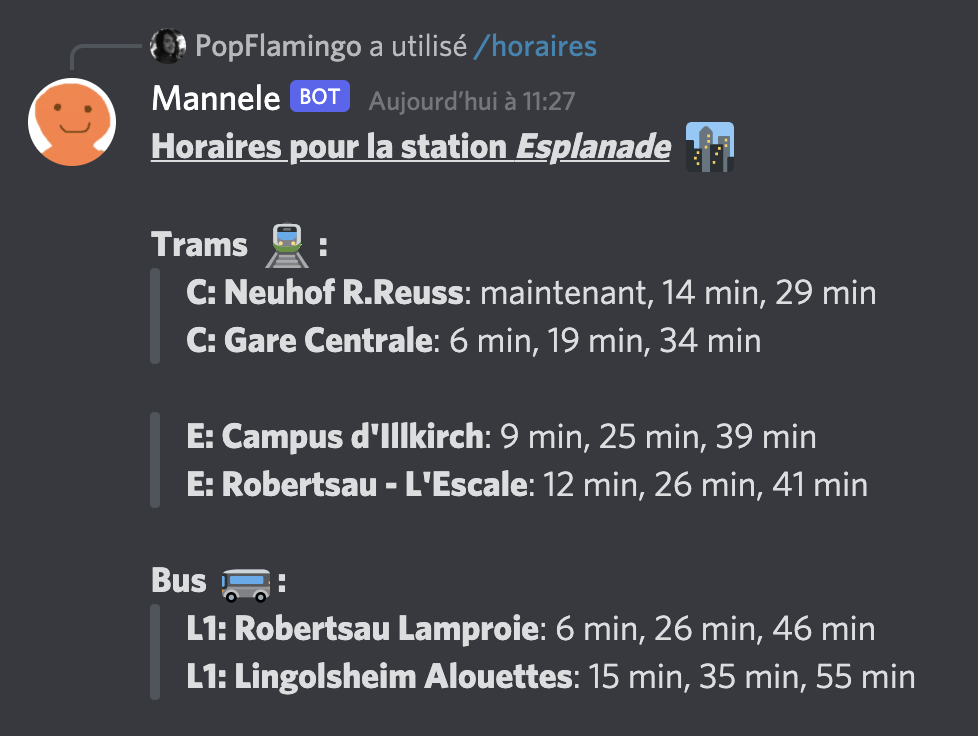 PopFlamingo a utilisé /horaires
Mannele BOT Aujourd’hui à 11:27
Horaires pour la station Esplanade
Trams :
C: Neuhof R.Reuss: maintenant, 14 min, 29 min
C: Gare Centrale: 6 min, 19 min, 34 min
E: Campus d'Illkirch: 9 min, 25 min, 39 min
E: Robertsau - L'Escale: 12 min, 26 min, 41 min
Bus :
L1: Robertsau Lamproie: 6 min, 26 min, 46 min
L1: Lingolsheim Alouettes: 15 min, 35 min, 55 min